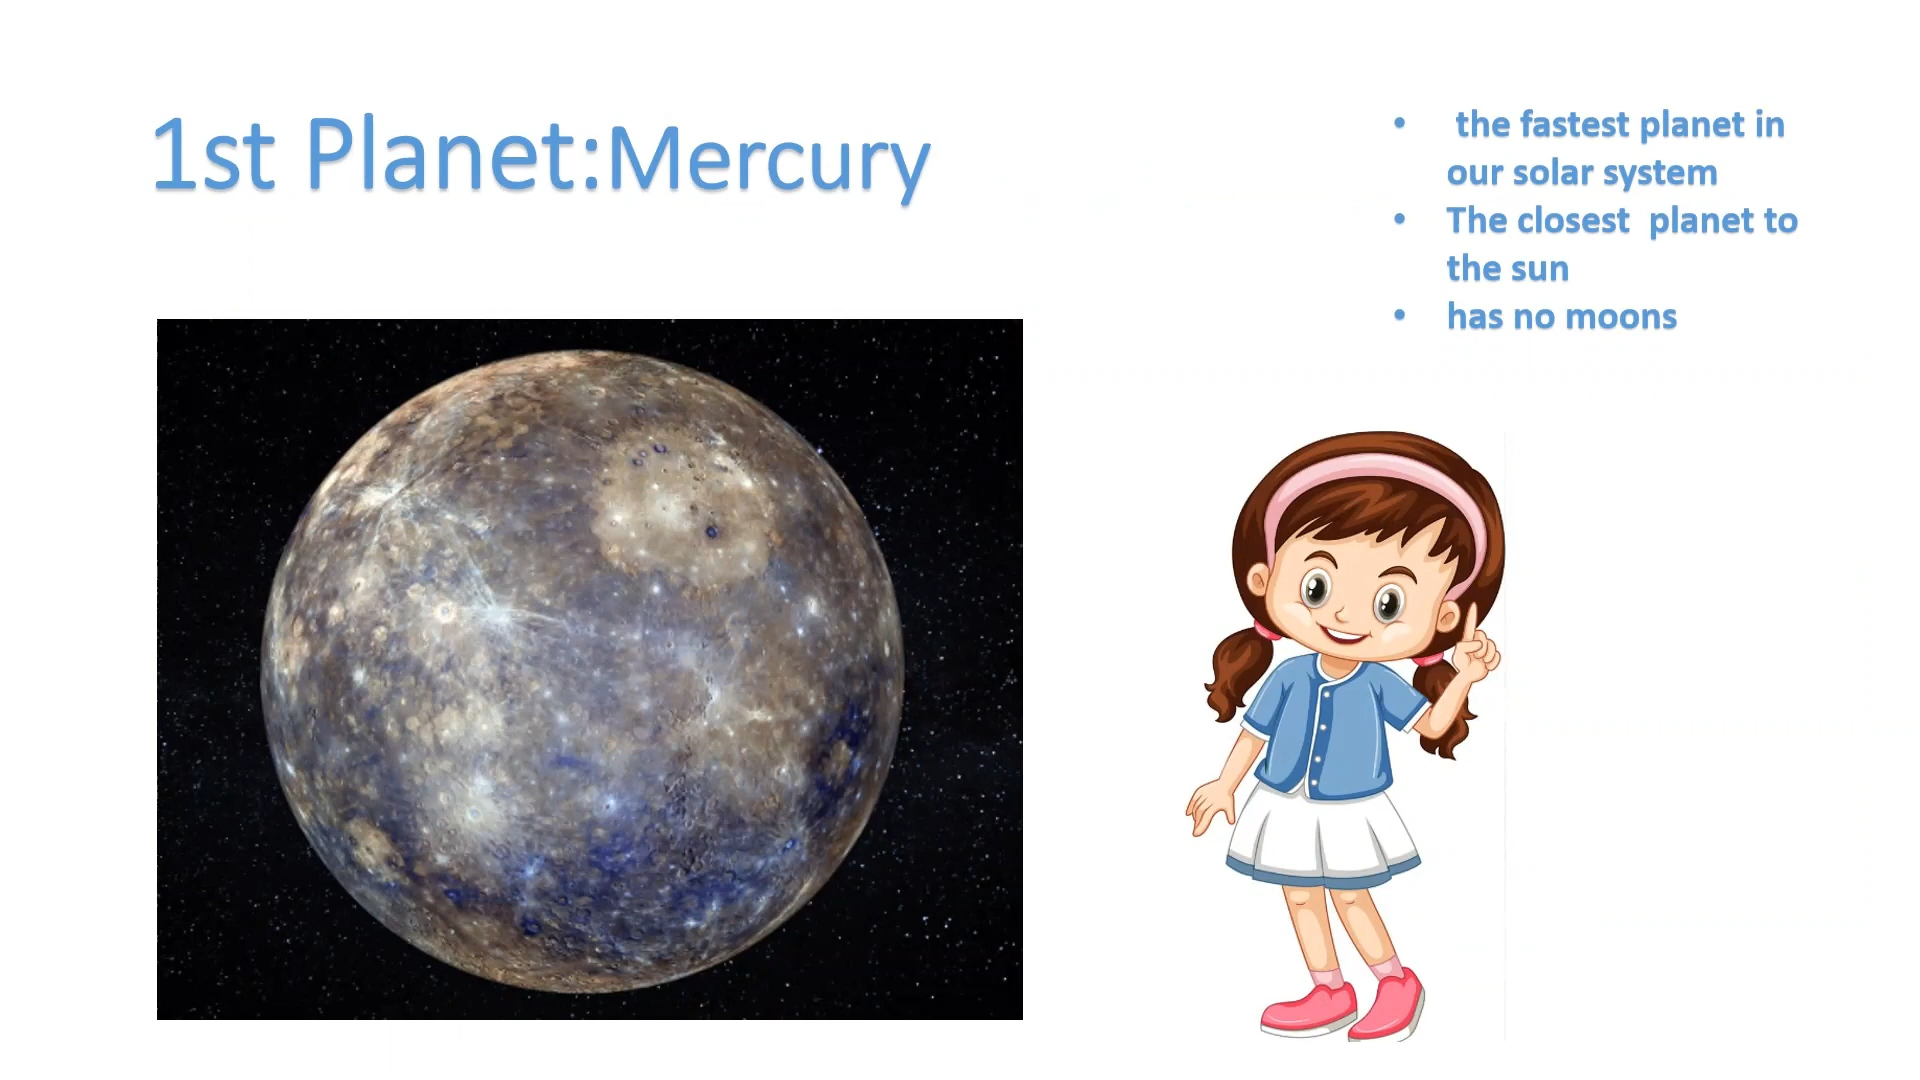 1st Planet:Mercury
• the fastest planet in
our solar system
• The closest planet to
the sun
• has no moons